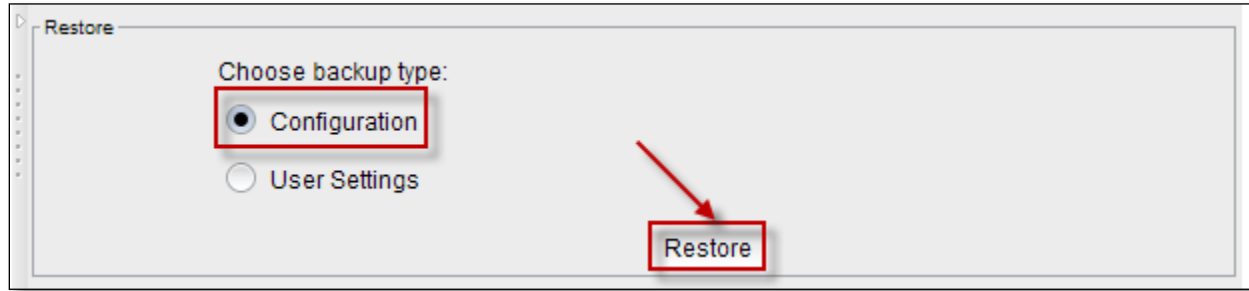 Restore
Choose backup type:
Configuration
User Settings
Restore